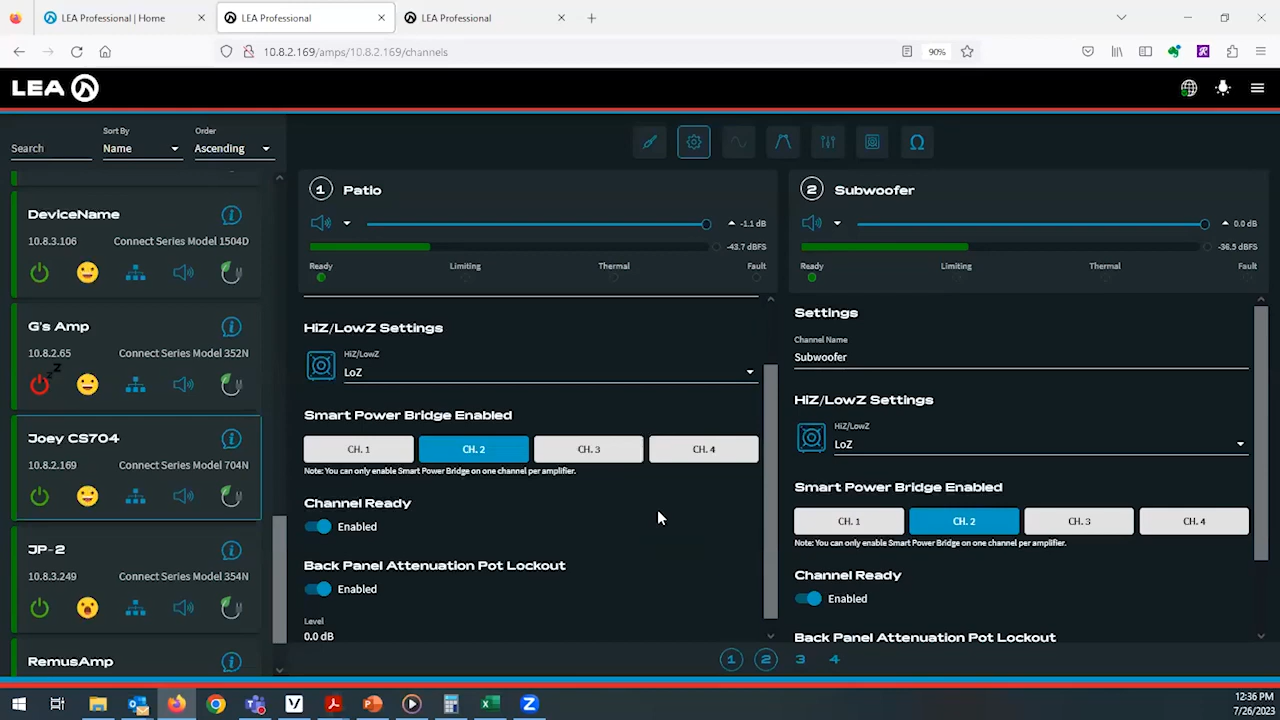 LEA Professional | Home
LEA Professional
LEA Professional
10.8.2.169/amps/10.8.2.169/channels
90%
LEA
Search
Sort By
Name
Order
Ascending
DeviceName
10.8.3.106
Connect Series Model 1504D
G's Amp
10.8.2.65
Connect Series Model 352N
Joey CS704
10.8.2.169
Connect Series Model 704N
JP-2
10.8.3.249
Connect Series Model 354N
RemusAmp
1
Patio
-1.1 dB
-43.7 dBFS
Ready
Limiting
Thermal
Fault
HiZ/LowZ Settings
HiZ/LowZ
LoZ
Smart Power Bridge Enabled
CH. 1
CH. 2
CH. 3
CH. 4
Note: You can only enable Smart Power Bridge on one channel per amplifier.
Channel Ready
Enabled
Back Panel Attenuation Pot Lockout
Enabled
Level
0.0 dB
2
Subwoofer
0.0 dB
-36.5 dBFS
Ready
Limiting
Thermal
Fault
Settings
Channel Name
Subwoofer
HiZ/LowZ Settings
HiZ/LowZ
LoZ
Smart Power Bridge Enabled
CH. 1
CH. 2
CH. 3
CH. 4
Note: You can only enable Smart Power Bridge on one channel per amplifier.
Channel Ready
Enabled
Back Panel Attenuation Pot Lockout
1 2 3 4
12:36 PM
7/26/2023